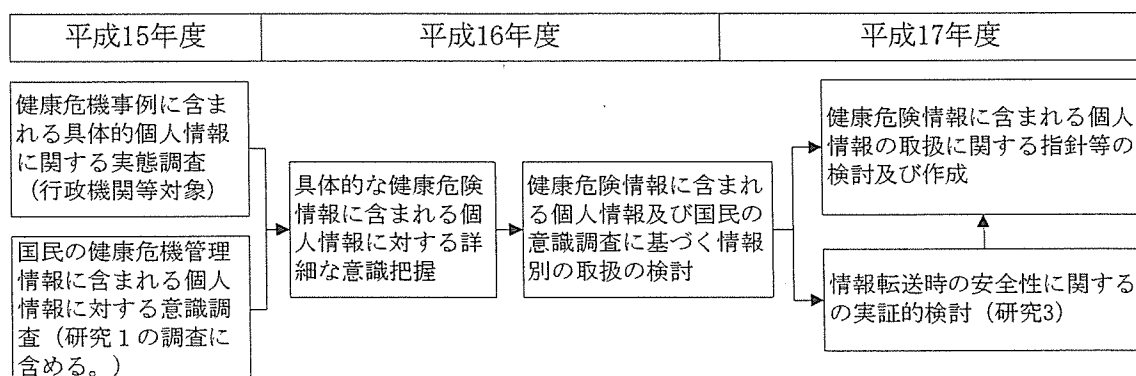 平成15年度
平成16年度
平成17年度
健康危機事例に含ま
れる具体的個人情報
に関する実態調査
（行政機関等対象）
国民の健康危機管理
情報に含まれる個人
情報に対する意識調
査（研究１の調査に
含める。）
具体的な健康危険
情報に含まれる個
人情報に対する詳
細な意識把握
健康危険情報に含まれ
る個人情報及び国民の
意識調査に基づく情報
別の取扱の検討
健康危険情報に含まれる個人
情報の取扱に関する指針等の
検討及び作成
情報転送時の安全性に関する
の実証的検討（研究3）